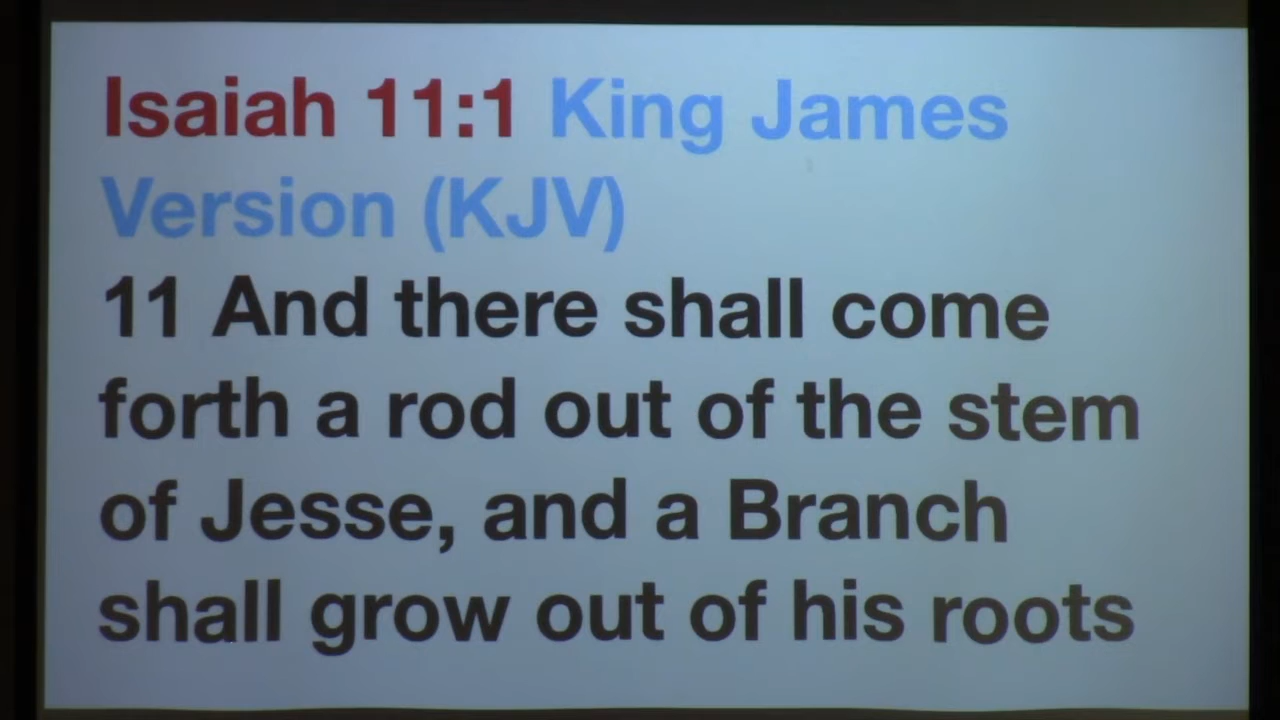 Isaiah 11:1 King James
Version (KJV)
11 And there shall come
forth a rod out of the stem
of Jesse, and a Branch
shall grow out of his roots